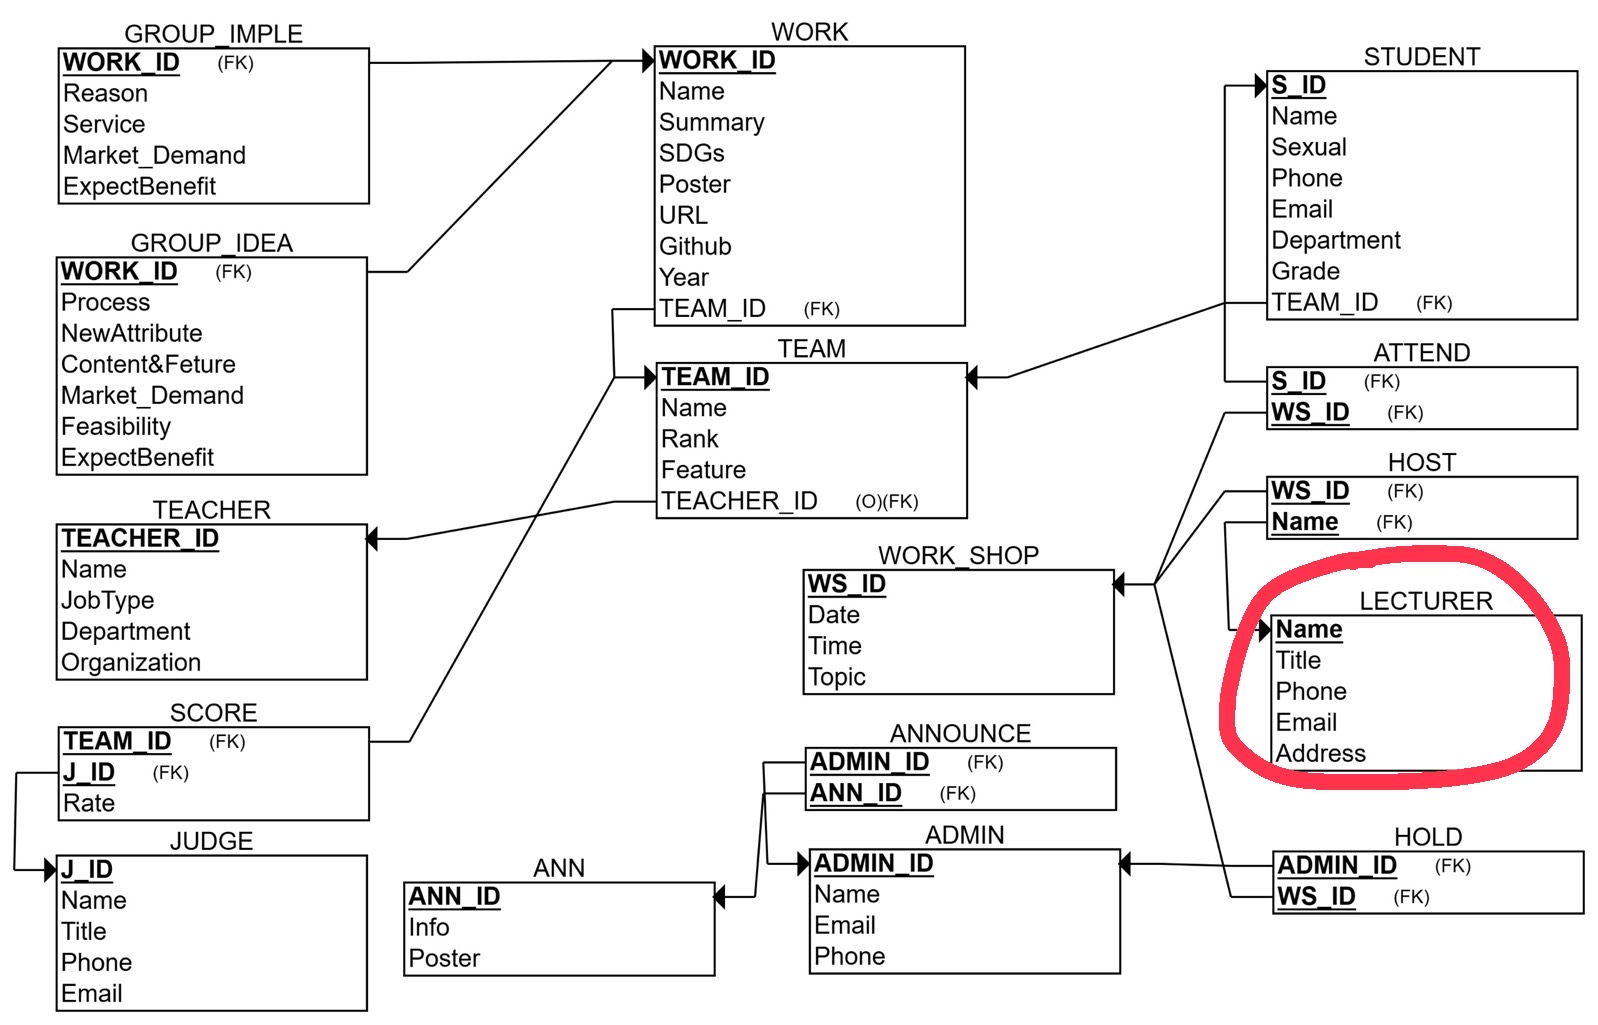 GROUP_IMPLE
WORK_ID (FK)
Reason
Service
Market_Demand
ExpectBenefit
GROUP_IDEA
WORK_ID (FK)
Process
NewAttribute
Content&Feture
Market_Demand
Feasibility
ExpectBenefit
TEACHER
TEACHER_ID
Name
JobType
Department
Organization
SCORE
TEAM_ID (FK)
J_ID (FK)
Rate
JUDGE
J_ID
Name
Title
Phone
Email
WORK
WORK_ID
Name
Summary
SDGs
Poster
URL
Github
Year
TEAM_ID (FK)
TEAM
TEAM_ID
Name
Rank
Feature
TEACHER_ID (O)(FK)
WORK_SHOP
WS_ID
Date
Time
Topic
ANNOUNCE
ADMIN_ID (FK)
ANN_ID (FK)
ADMIN
ADMIN_ID
Name
Email
Phone
ANN
ANN_ID
Info
Poster
STUDENT
S_ID
Name
Sexual
Phone
Email
Department
Grade
TEAM_ID (FK)
ATTEND
S_ID (FK)
WS_ID (FK)
HOST
WS_ID (FK)
Name (FK)
LECTURER
Name
Title
Phone
Email
Address
HOLD
ADMIN_ID (FK)
WS_ID (FK)